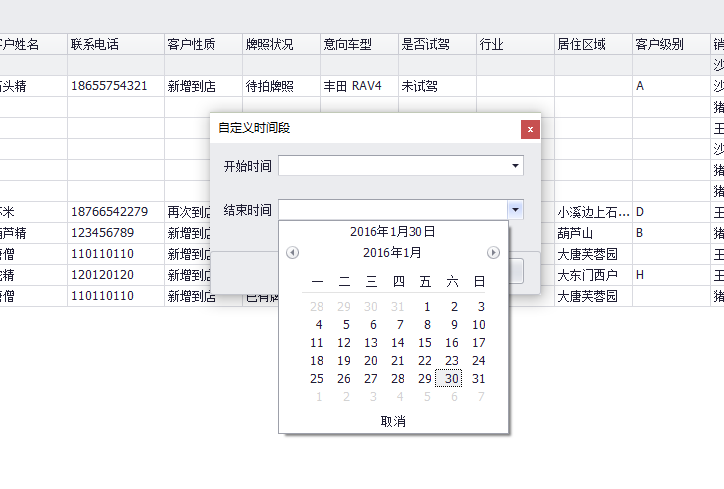 客户姓名 联系电话 客户性质 牌照状况 意向车型 是否试驾 行业 居住区域 客户级别 销
沙
石头精 18655754321 新增到店 待拍牌照 丰田 RAV4 未试驾 A 沙
猪
自定义时间段 x
王
沙
开始时间 猪
猪
结束时间
米 18766542279 再次到店 小溪边上石... D 王
葫芦精 123456789 新增到店 葫芦山 B 猪
唐僧 110110110 新增到店 大唐芙蓉园 王
精 120120120 新增到店 大东门西户 H 王
唐僧 110110110 新增到店 已有牌 大唐芙蓉园 猪
2016年1月30日
2016年1月
一 二 三 四 五 六 日
28 29 30 31 1 2 3
4 5 6 7 8 9 10
11 12 13 14 15 16 17
18 19 20 21 22 23 24
25 26 27 28 29 30 31
1 2 3 4 5 6 7
取消